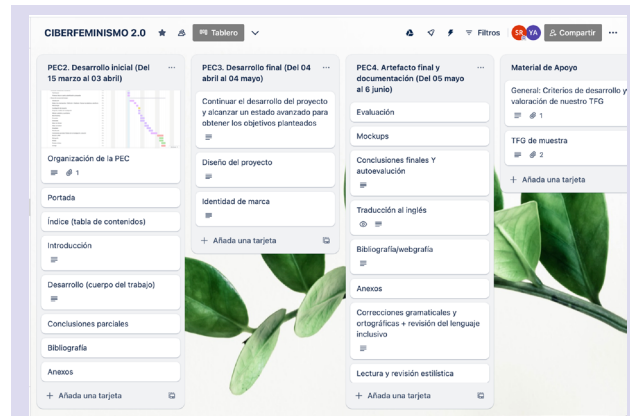 CIBERFEMINISMO 2.0
Tablero
Filtros
SR
YA
Compartir
PEC2. Desarrollo inicial (Del
15 marzo al 03 abril)
Organización de la PEC
1
Portada
Índice (tabla de contenidos)
Introducción
Desarrollo (cuerpo del trabajo)
Conclusiones parciales
Bibliografía
Anexos
+ Añada una tarjeta
PEC3. Desarrollo final (Del 04
abril al 04 mayo)
Continuar el desarrollo del proyecto
y alcanzar un estado avanzado para
obtener los objetivos planteados
Diseño del proyecto
Identidad de marca
+ Añada una tarjeta
PEC4. Artefacto final y
documentación (Del 05 mayo
al 6 junio)
Evaluación
Mockups
Conclusiones finales Y
autoevalución
Traducción al inglés
Bibliografía/webgrafía
Anexos
Correcciones gramaticales y
ortográficas + revisión del lenguaje
inclusivo
Lectura y revisión estilística
+ Añada una tarjeta
Material de Apoyo
General: Criterios de desarrollo y
valoración de nuestro TFG
1
TFG de muestra
2
+ Añada una tarjeta